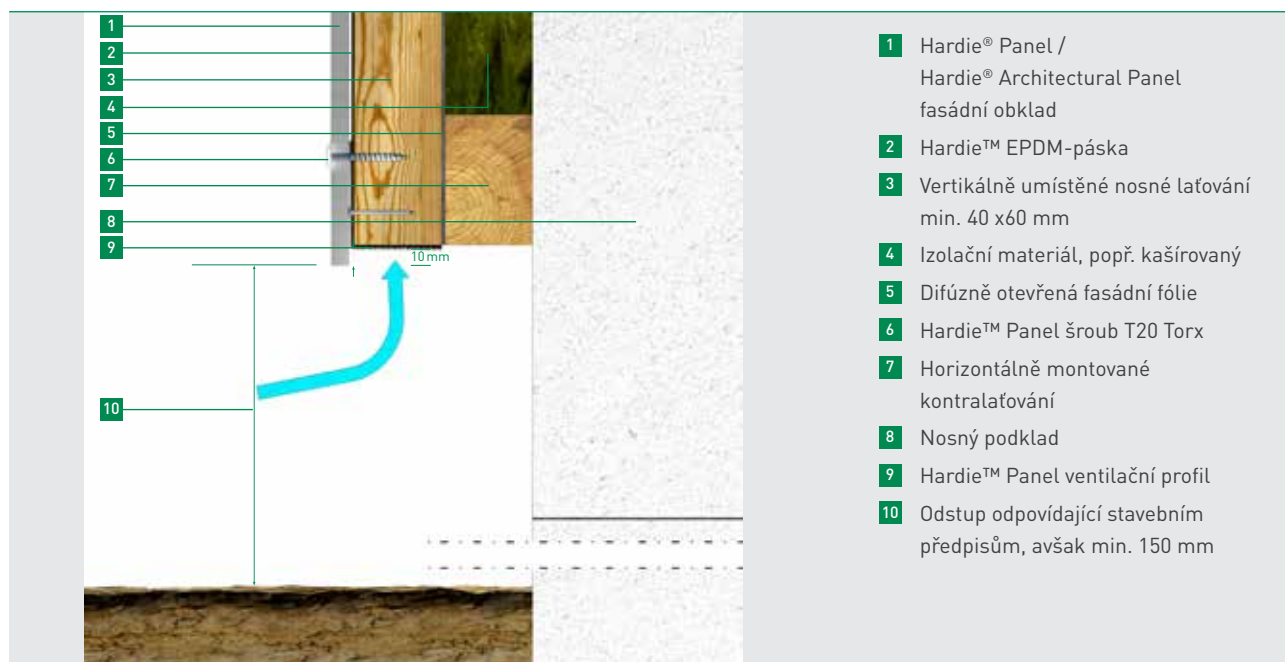 1
2
3
4
5
6
7
8
9
10 mm
10
1 Hardie® Panel /
Hardie® Architectural Panel
fasádní obklad
2 Hardie™ EPDM-páska
3 Vertikálně umístěné nosné laťování
min. 40 x60 mm
4 Izolační materiál, popř. kašírovaný
5 Difúzně otevřená fasádní fólie
6 Hardie™ Panel šroub T20 Torx
7 Horizontálně montované
kontralaťování
8 Nosný podklad
9 Hardie™ Panel ventilační profil
10 Odstup odpovídající stavebním
předpisům, avšak min. 150 mm